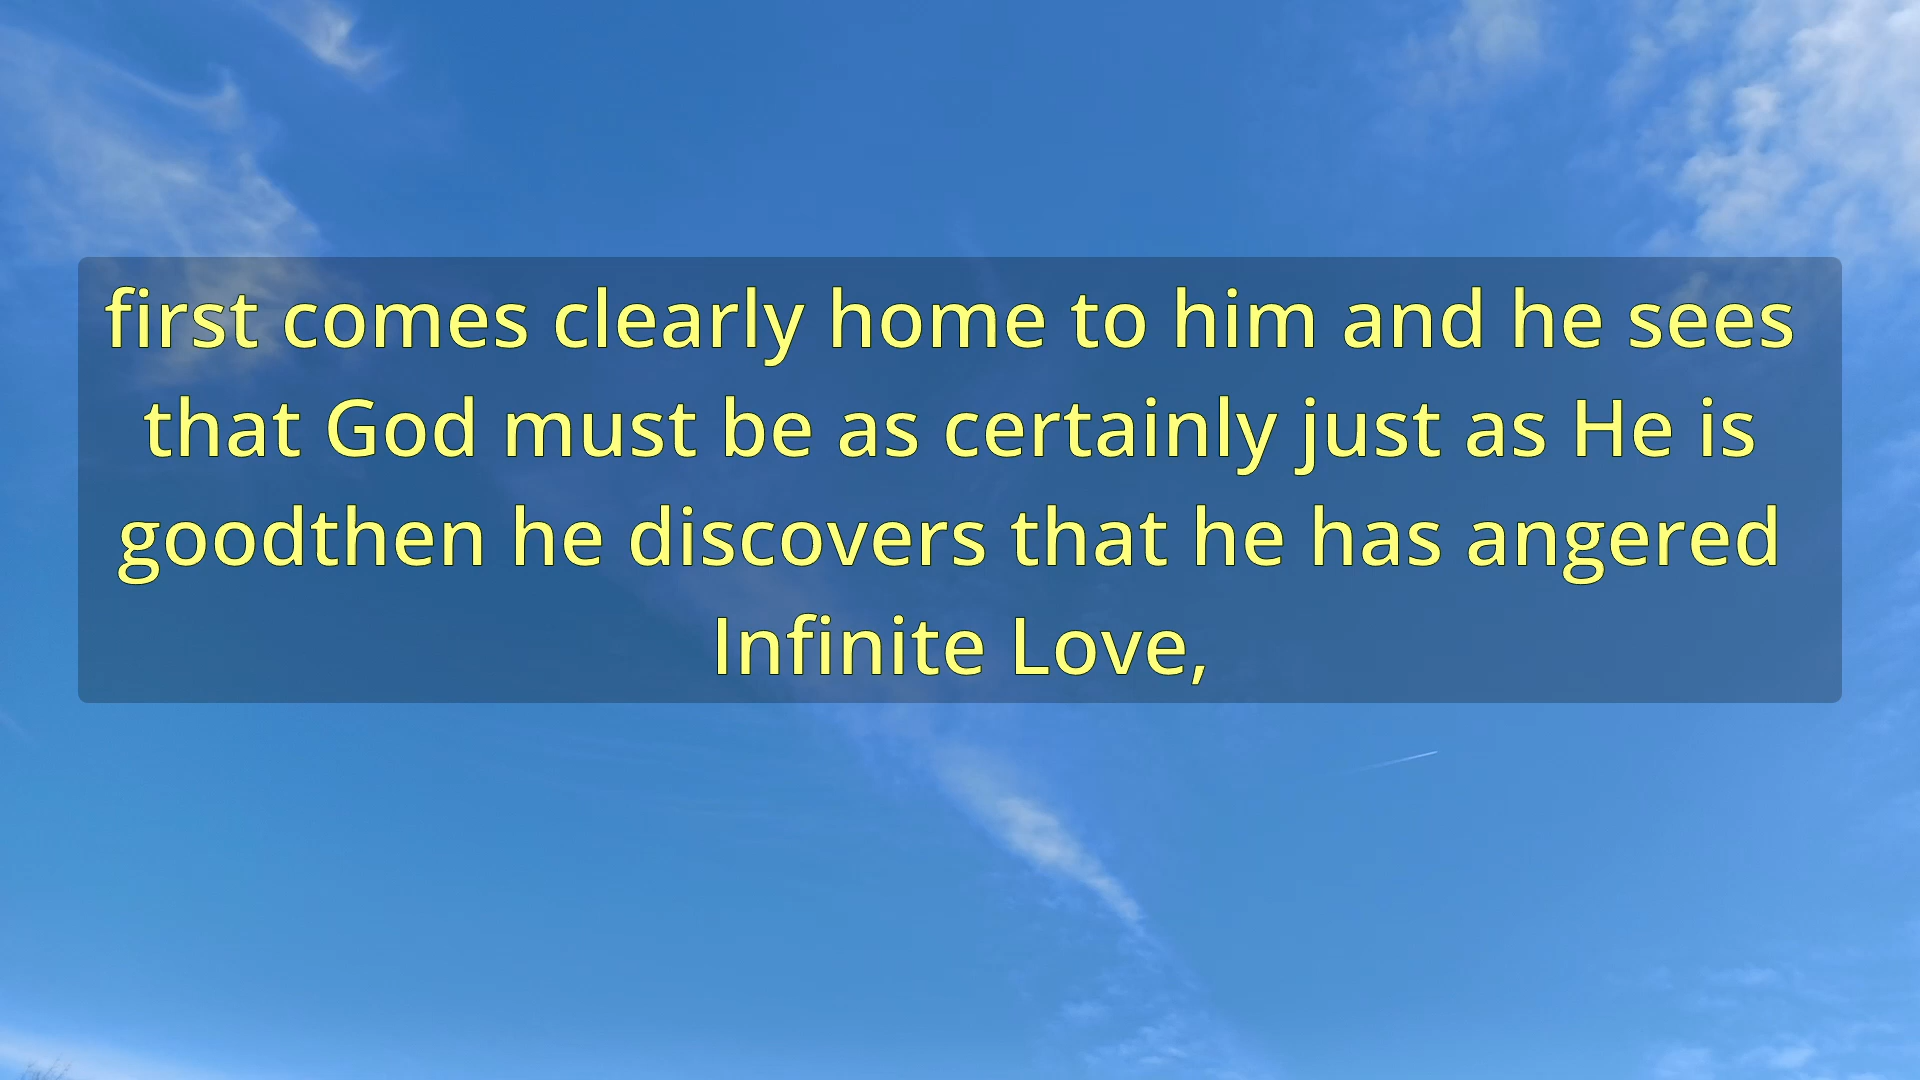 first comes clearly home to him and he sees
that God must be as certainly just as He is
goodthen he discovers that he has angered
Infinite Love,